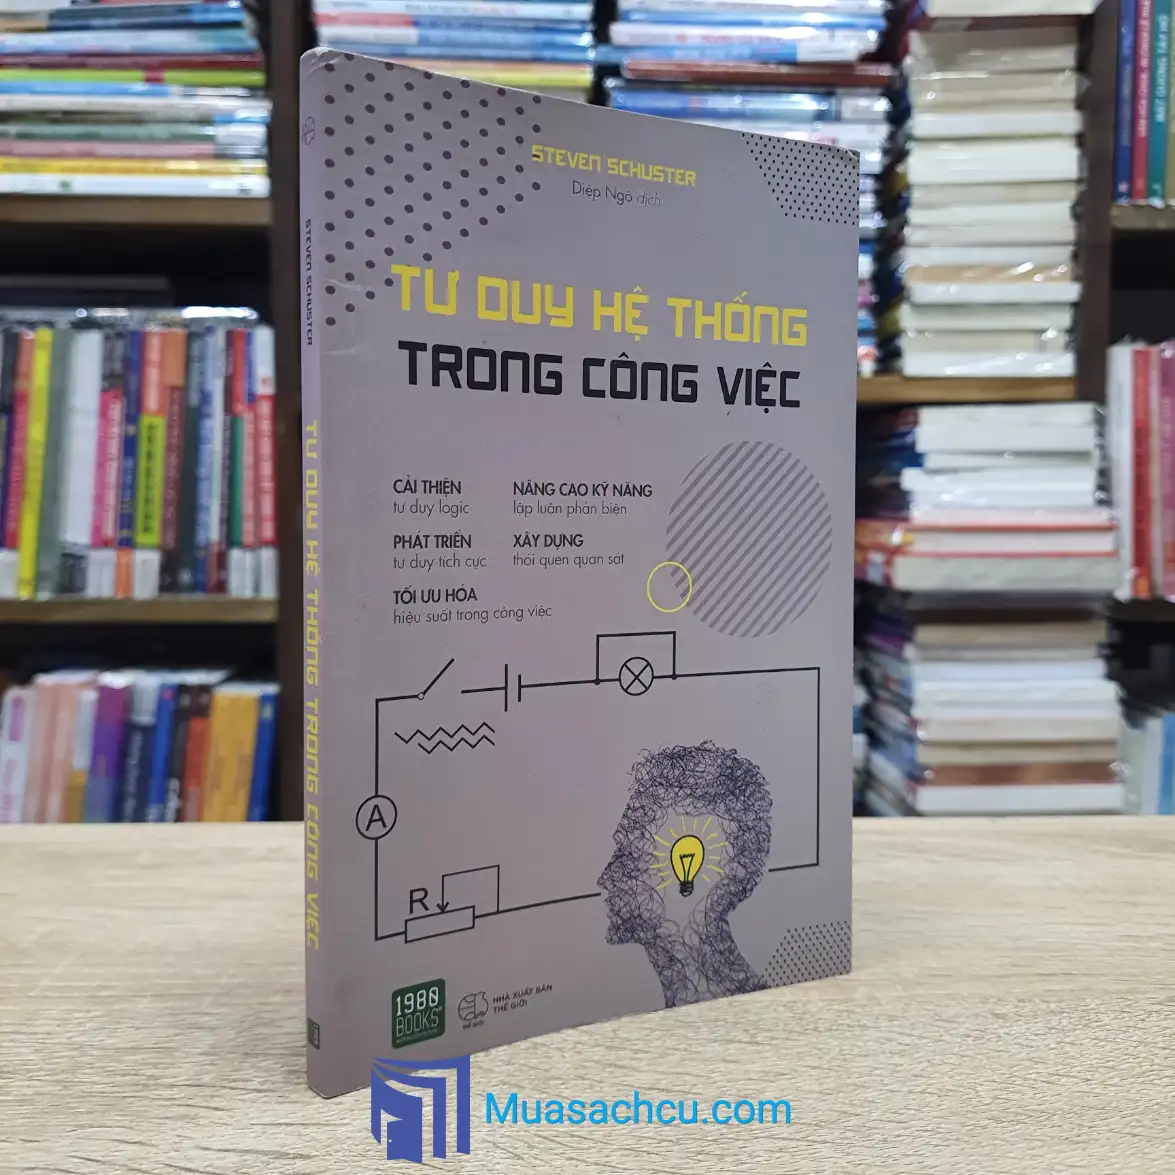 STEVEN SCHUSTER
Diệp Ngô dịch
TƯ DUY HỆ THỐNG
TRONG CÔNG VIỆC
CẢI THIỆN
tư duy logic
NÂNG CAO KỸ NĂNG
lập luận phản biện
PHÁT TRIỂN
tư duy tích cực
XÂY DỰNG
thói quen quan sát
TỐI ƯU HÓA
hiệu suất trong công việc
A
R
1980
BOOKS
NHÀ XUẤT BẢN
THẾ GIỚI
THẾ GIỚI
STEVEN SCHUSTER
TƯ DUY HỆ THỐNG TRONG CÔNG VIỆC
1980
Muasachcu.com